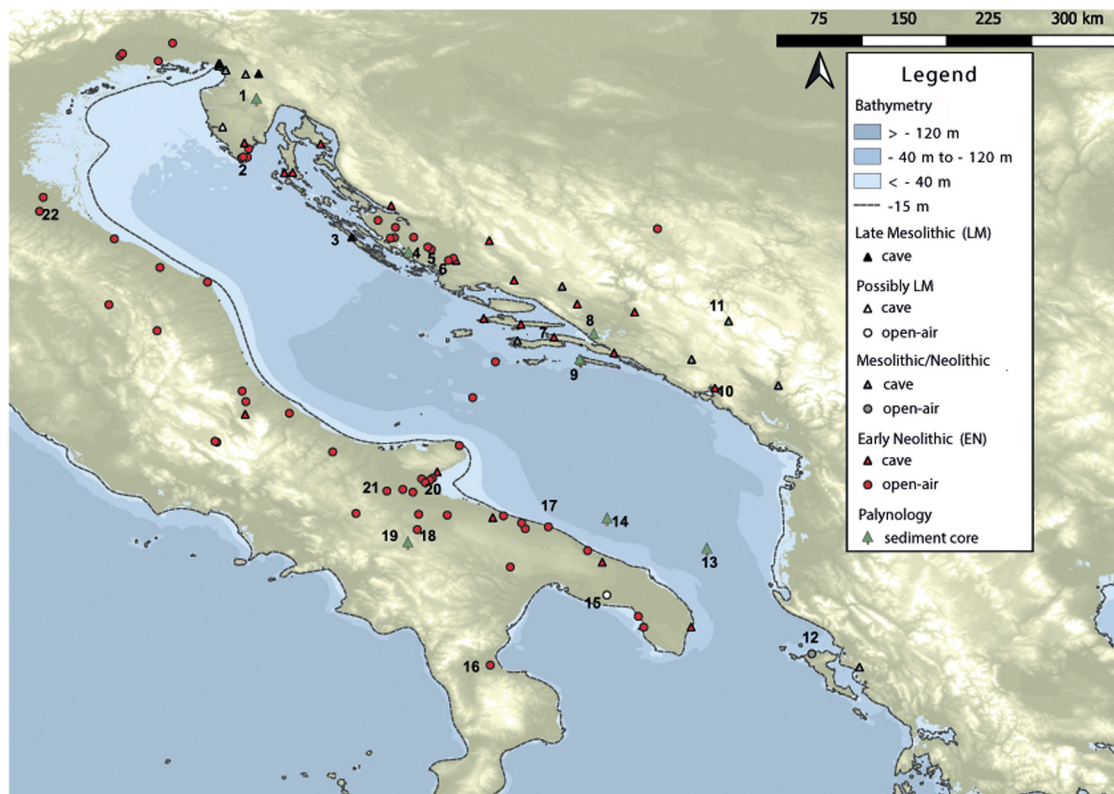 75 150 225 300 km
Legend
Bathymetry
> - 120 m
- 40 m to - 120 m
< - 40 m
-15 m
Late Mesolithic (LM)
cave
Possibly LM
cave
open-air
Mesolithic/Neolithic
cave
open-air
Early Neolithic (EN)
cave
open-air
Palynology
sediment core
1
2
22
3
4
5
6
11
8
7
9
10
21
20
17
14
19
18
13
15
12
16